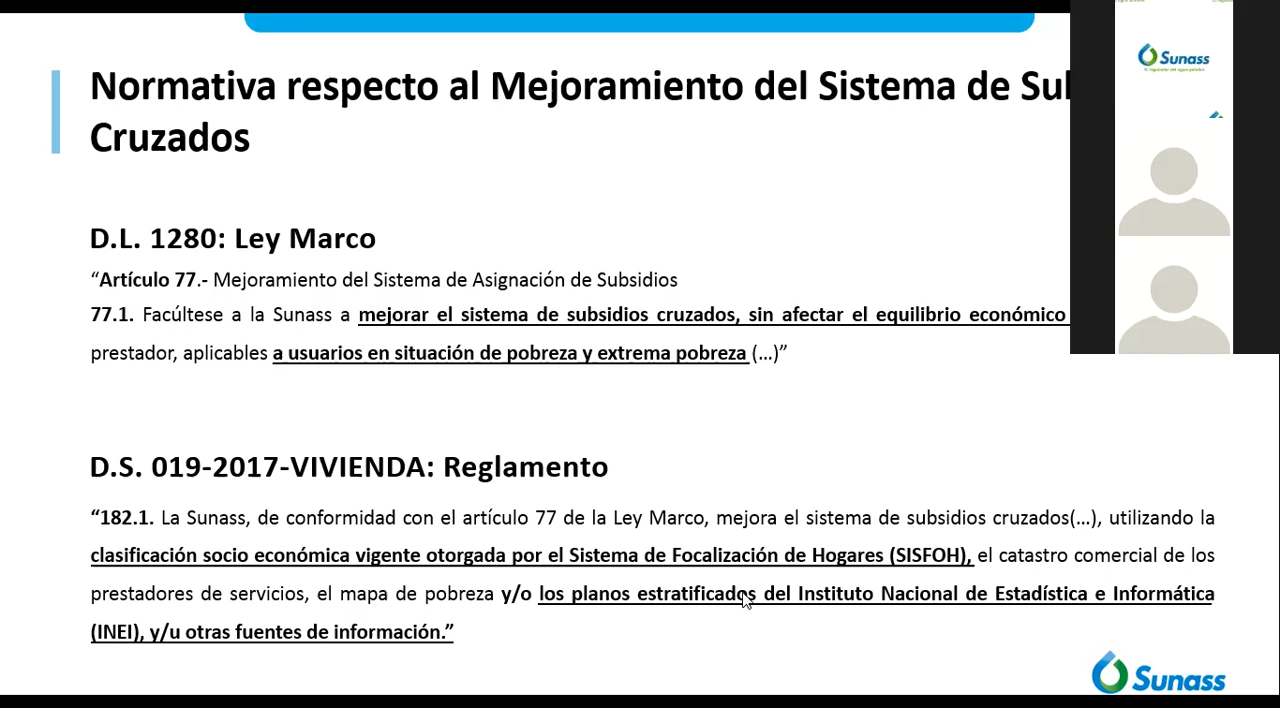 Normativa respecto al Mejoramiento del Sistema de
Cruzados
D.L. 1280: Ley Marco
“Artículo 77.- Mejoramiento del Sistema de Asignación de Subsidios
77.1. Facúltese a la Sunass a mejorar el sistema de subsidios cruzados, sin afectar el equilibrio económico
prestador, aplicables a usuarios en situación de pobreza y extrema pobreza (...)”
D.S. 019-2017-VIVIENDA: Reglamento
“182.1. La Sunass, de conformidad con el artículo 77 de la Ley Marco, mejora el sistema de subsidios cruzados(...), utilizando la
clasificación socio económica vigente otorgada por el Sistema de Focalización de Hogares (SISFOH), el catastro comercial de los
prestadores de servicios, el mapa de pobreza y/o los planos estratificados del Instituto Nacional de Estadística e Informática
(INEI), y/u otras fuentes de información.”
Sunass
Sunass